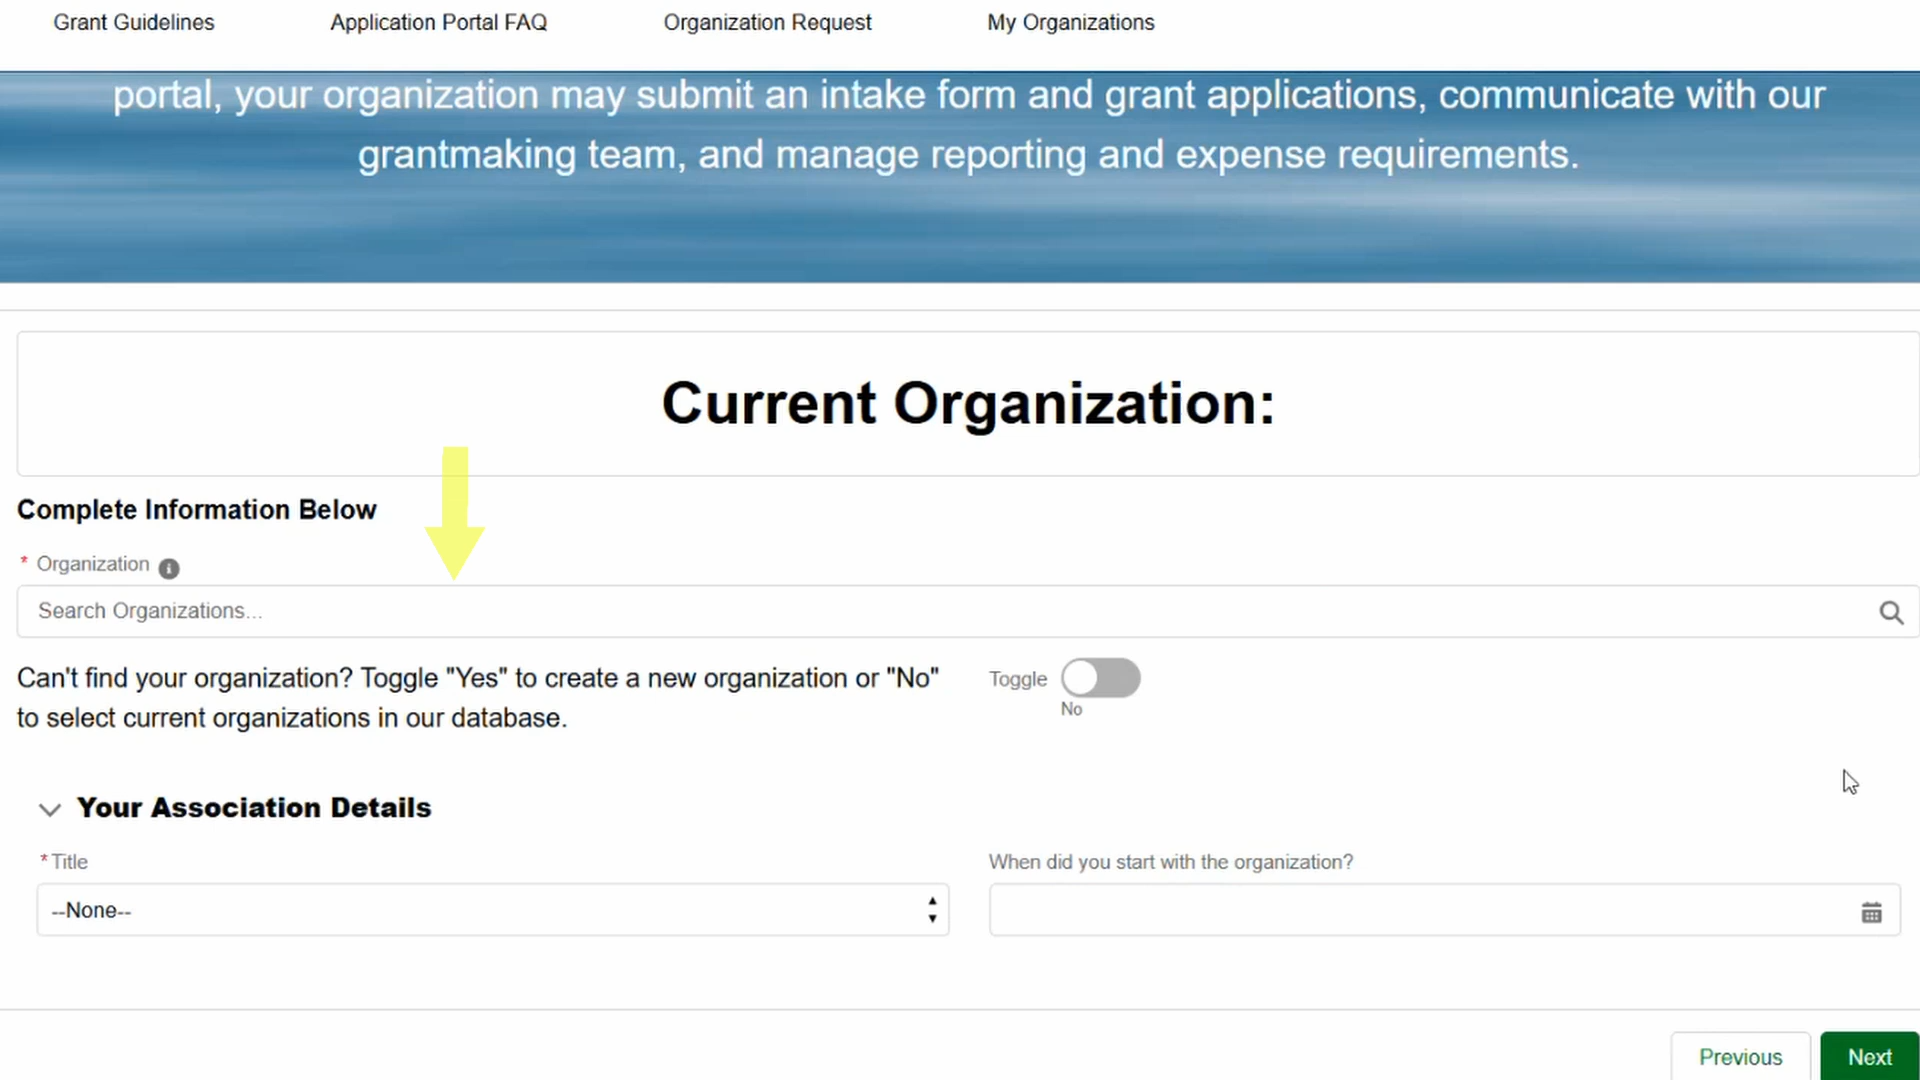 Grant Guidelines Application Portal FAQ Organization Request My Organizations
portal, your organization may submit an intake form and grant applications, communicate with our
grantmaking team, and manage reporting and expense requirements.
Current Organization:
Complete Information Below
* Organization
Search Organizations...
Can't find your organization? Toggle "Yes" to create a new organization or "No"
to select current organizations in our database.
Toggle
No
Your Association Details
* Title
--None--
When did you start with the organization?
Previous Next